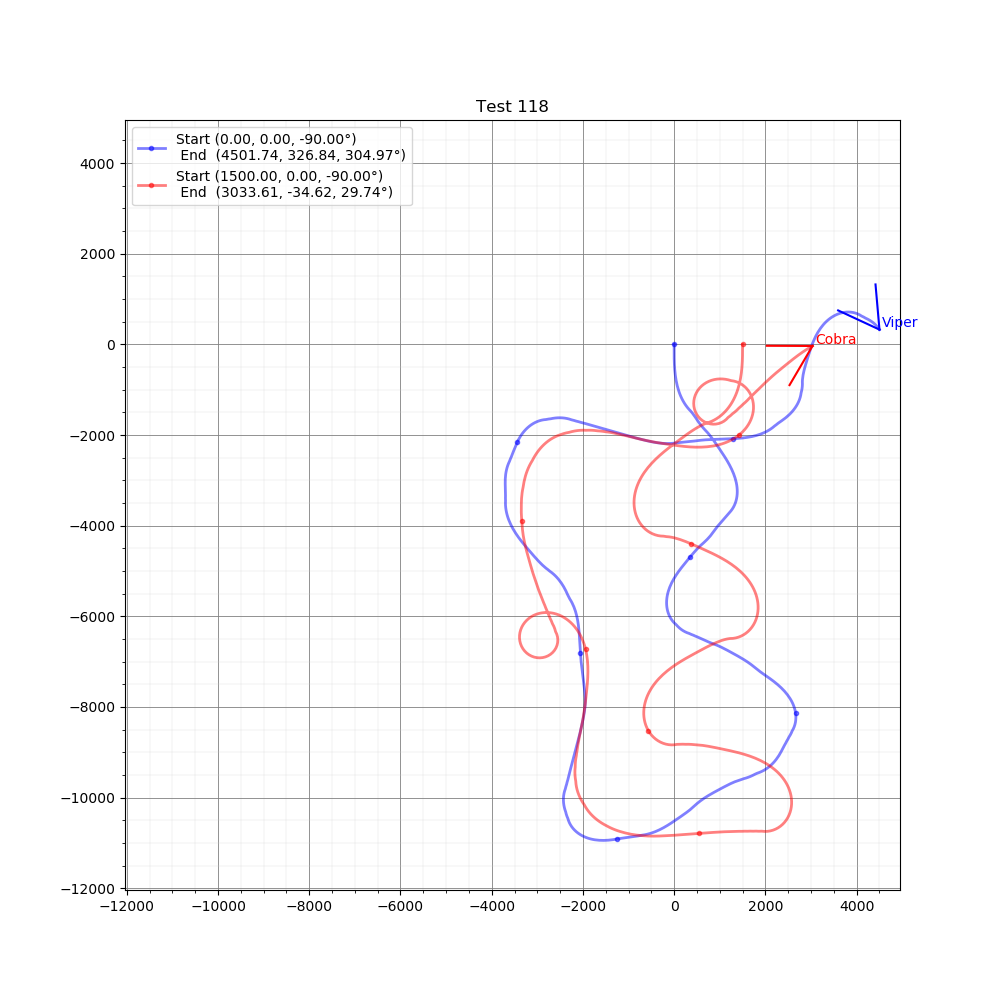 Test 118
Start (0.00, 0.00, -90.00°)
End (4501.74, 326.84, 304.97°)
Start (1500.00, 0.00, -90.00°)
End (3033.61, -34.62, 29.74°)
4000
2000
0
−2000
−4000
−6000
−8000
−10000
−12000
Viper
Cobra
−12000 −10000 −8000 −6000 −4000 −2000 0 2000 4000